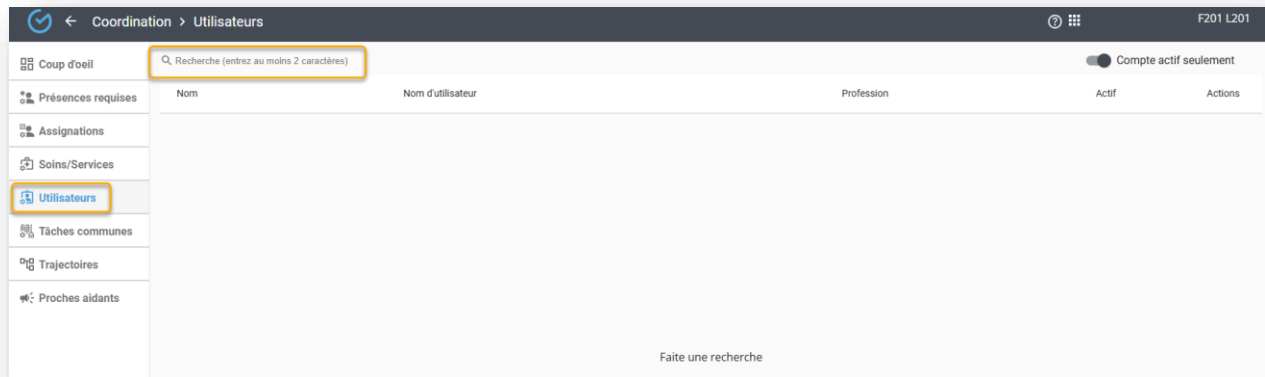 Coordination > Utilisateurs
F201 L201
Coup d'oeil
Recherche (entrez au moins 2 caractères)
Compte actif seulement
Présences requises
Nom
Nom d'utilisateur
Profession
Actif
Actions
Assignations
Soins/Services
Utilisateurs
Tâches communes
Trajectoires
Proches aidants
Faite une recherche